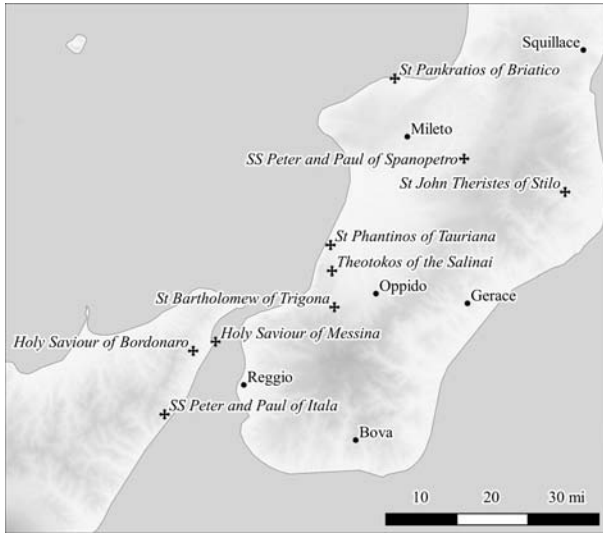 Squillace
St Pankratios of Briatico
Mileto
SS Peter and Paul of Spanopetro
St John Theristes of Stilo
St Phantinos of Tauriana
Theotokos of the Salinai
Oppido
St Bartholomew of Trigona
Gerace
Holy Saviour of Messina
Holy Saviour of Bordonaro
Reggio
SS Peter and Paul of Itala
Bova
10 20 30 mi